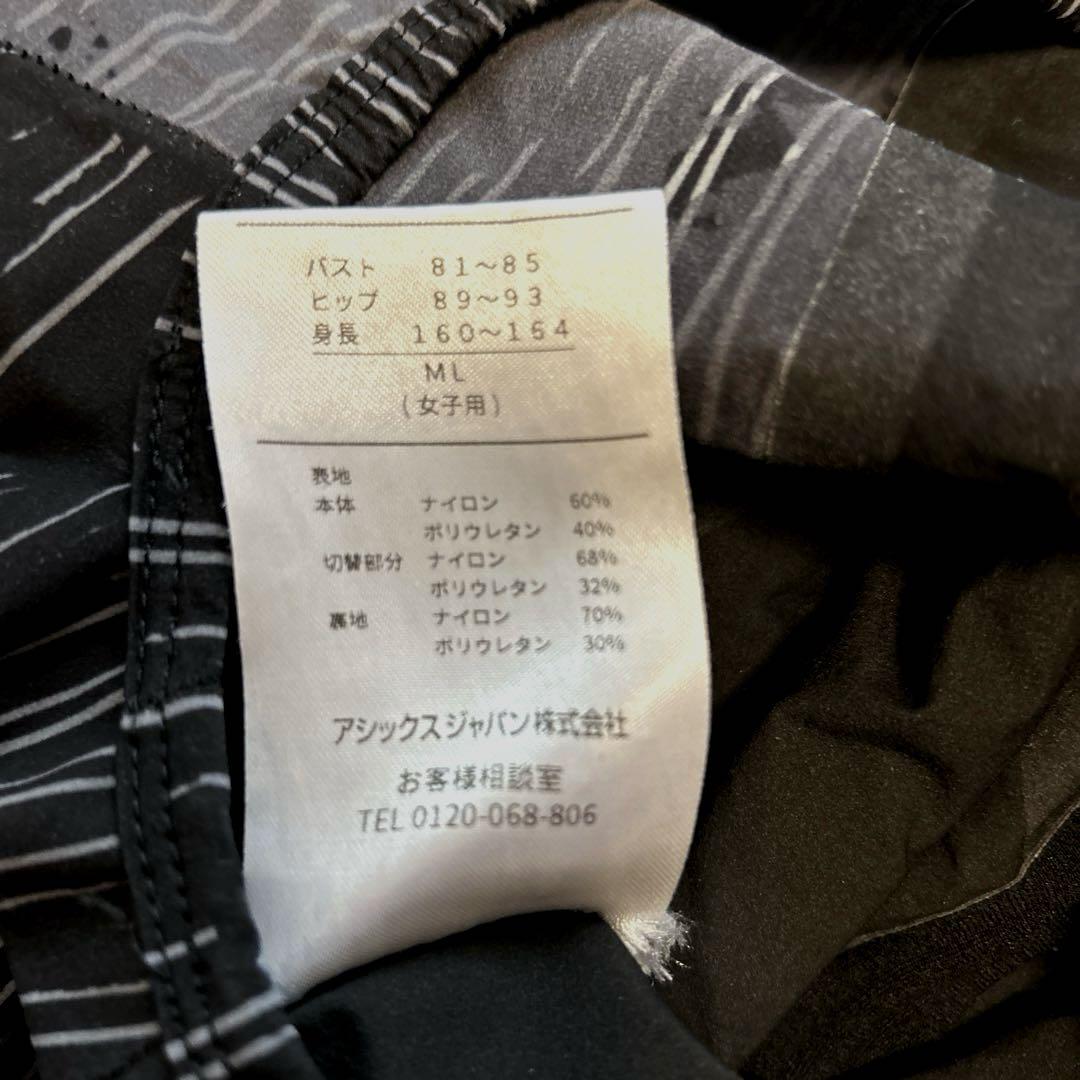 バスト 81～85
ヒップ 89～93
身長 160～164
ML
(女子用)
表地
本体 ナイロン 60%
ポリウレタン 40%
切替部分 ナイロン 68%
ポリウレタン 32%
裏地 ナイロン 70%
ポリウレタン 30%
アシックスジャパン株式会社
お客様相談室
TEL 0120-068-806